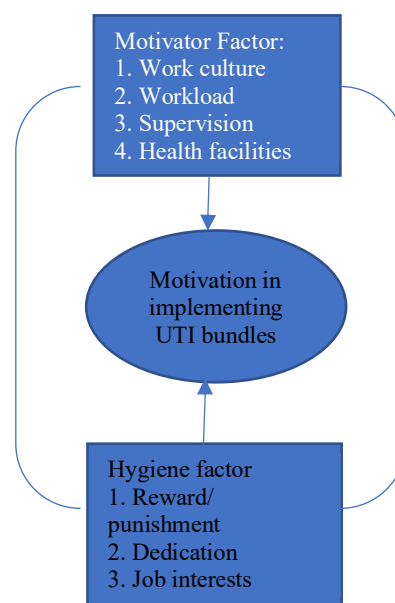 Motivator Factor:
1. Work culture
2. Workload
3. Supervision
4. Health facilities
Motivation in
implementing
UTI bundles
Hygiene factor
1. Reward/
punishment
2. Dedication
3. Job interests